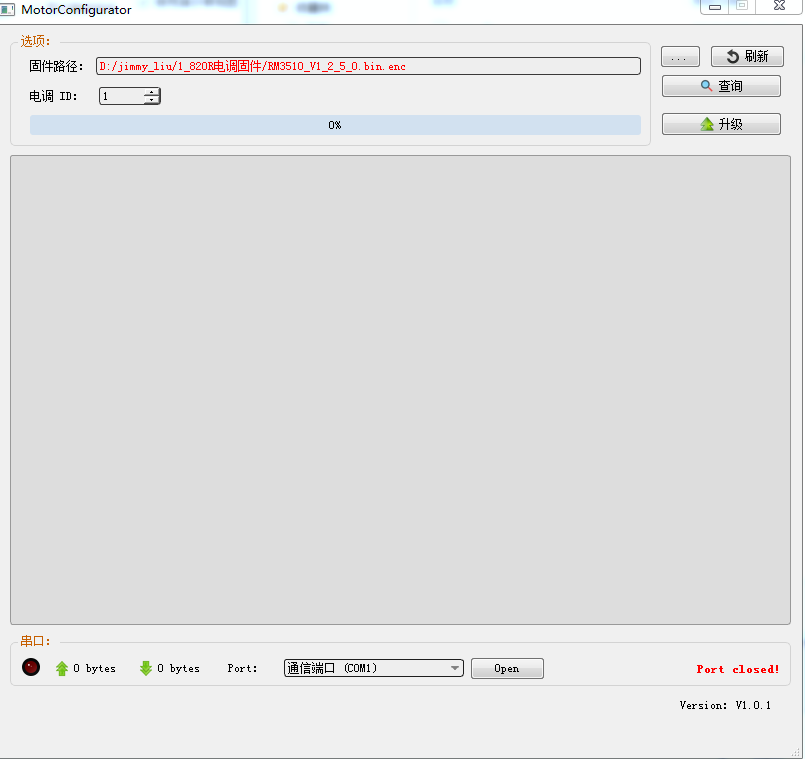 MotorConfigurator
选项:
固件路径: D:/jimmy_liu/1_820R电调固件/RM3510_V1_2_5_0.bin.enc ... 刷新
查询
电调 ID: 1
0% 升级
串口:
0 bytes 0 bytes Port: 通信端口 (COM1) Open Port closed!
Version: V1.0.1